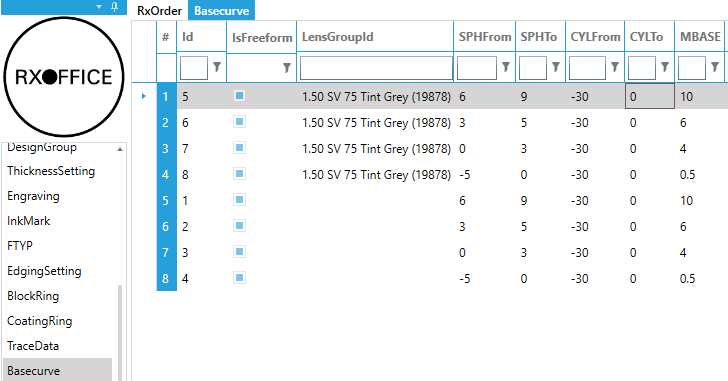 RxOrder Basecurve
RXOFFICE
DesignGroup
ThicknessSetting
Engraving
InkMark
FTYP
EdgingSetting
BlockRing
CoatingRing
TraceData
Basecurve
# Id IsFreeform LensGroupId SPHFrom SPHTo CYLFrom CYLTo MBASE
1 5 1.50 SV 75 Tint Grey (19878) 6 9 -30 0 10
2 6 1.50 SV 75 Tint Grey (19878) 3 5 -30 0 6
3 7 1.50 SV 75 Tint Grey (19878) 0 3 -30 0 4
4 8 1.50 SV 75 Tint Grey (19878) -5 0 -30 0 0.5
5 1 6 9 -30 0 10
6 2 3 5 -30 0 6
7 3 0 3 -30 0 4
8 4 -5 0 -30 0 0.5